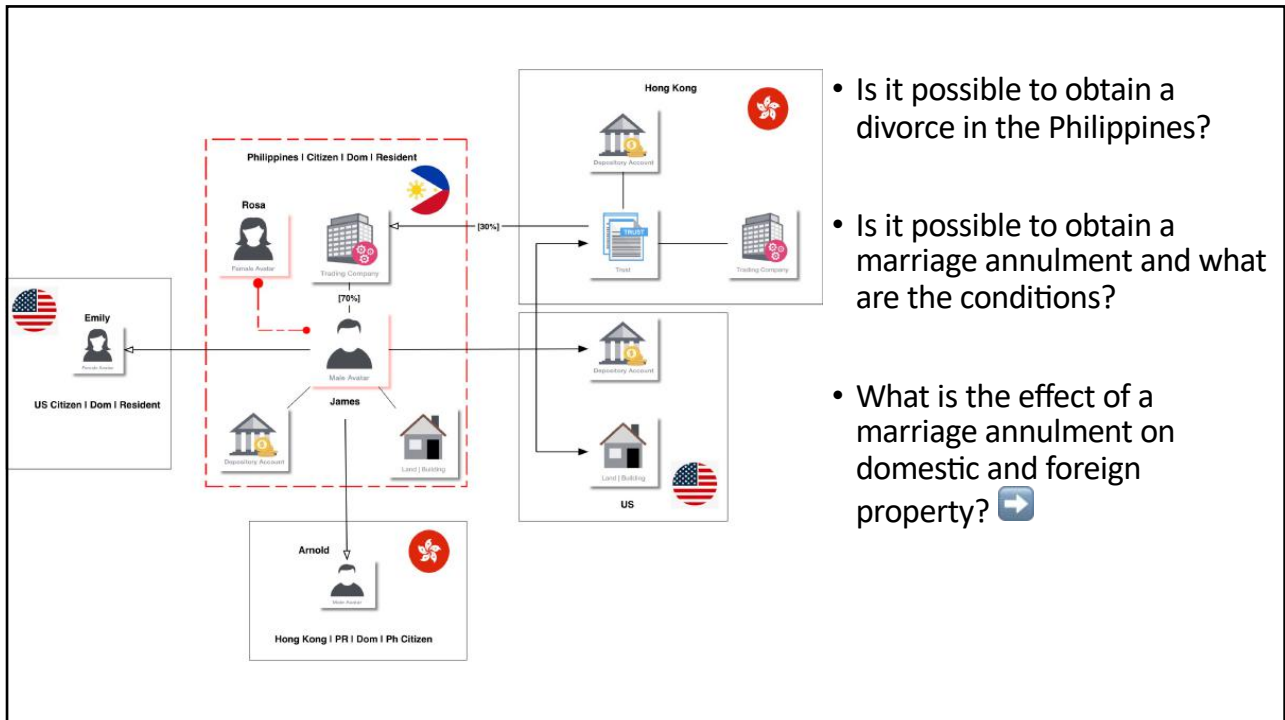 Hong Kong
Depository Account
Philippines I Citizen I Dom I Resident
Rosa
Female Avatar
Trading Company
[30%]
TRUST
Trust
Trading Company
[70%]
Emily
Female Avatar
US Citizen I Dom I Resident
Male Avatar
James
Depository Account
Depository Account
Land | Building
Land | Building
US
Arnold
Male Avatar
Hong Kong I PR I Dom I Ph Citizen
• Is it possible to obtain a
divorce in the Philippines?
• Is it possible to obtain a
marriage annulment and what
are the conditions?
• What is the effect of a
marriage annulment on
domestic and foreign
property? ➡️